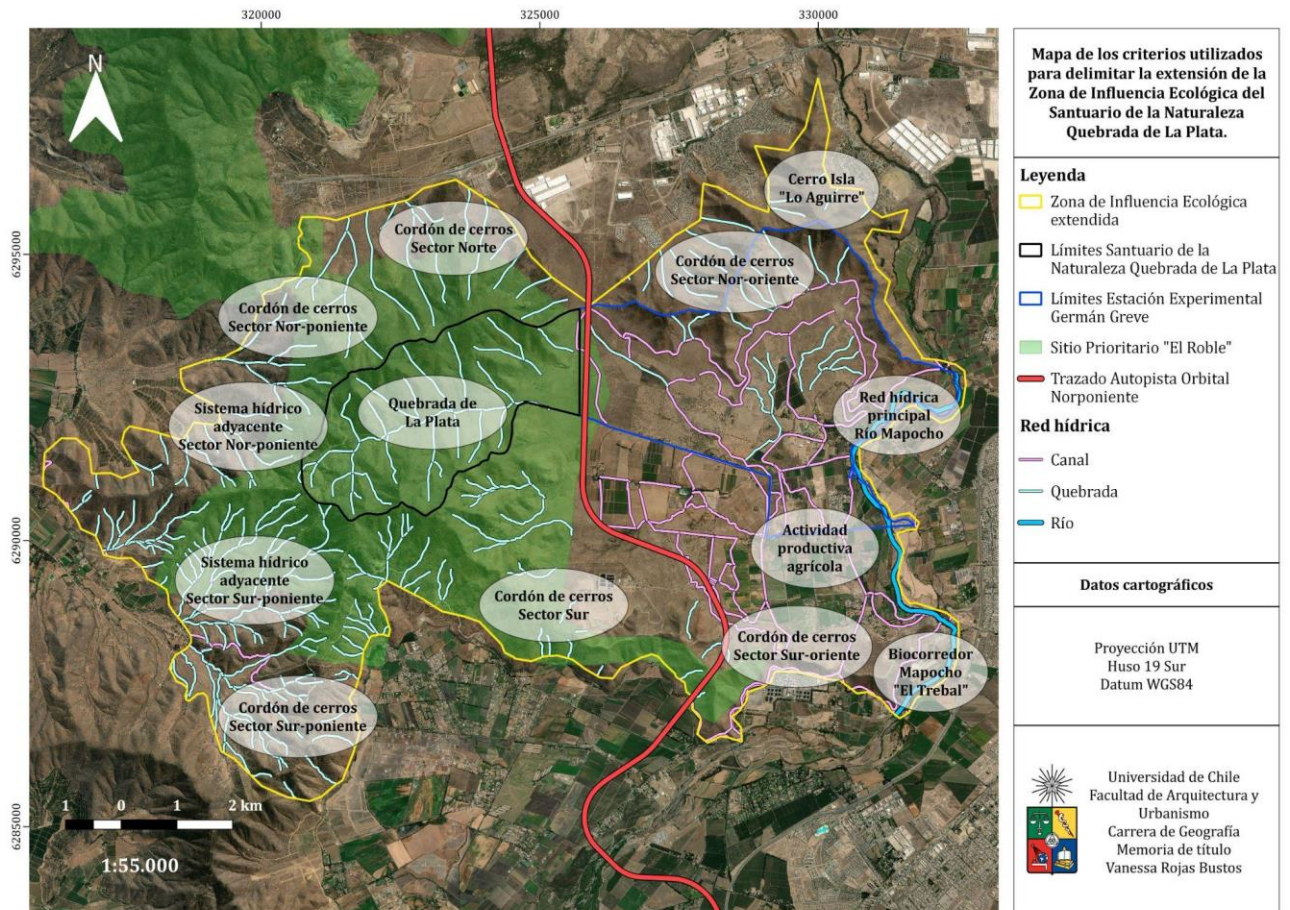 320000
325000
330000
6295000
6290000
6285000
N
Cerro Isla
"Lo Aguirre"
Cordón de cerros
Sector Norte
Cordón de cerros
Sector Nor-oriente
Cordón de cerros
Sector Nor-poniente
Quebrada de
La Plata
Sistema hídrico
adyacente
Sector Nor-poniente
Red hídrica
principal
Río Mapocho
Actividad
productiva
agrícola
Sistema hídrico
adyacente
Sector Sur-poniente
Cordón de cerros
Sector Sur
Cordón de cerros
Sector Sur-oriente
Biocorredor
Mapocho
"El Trebal"
Cordón de cerros
Sector Sur-poniente
1 0 1 2 km
1:55.000
Mapa de los criterios utilizados
para delimitar la extensión de la
Zona de Influencia Ecológica del
Santuario de la Naturaleza
Quebrada de La Plata.
Leyenda
Zona de Influencia Ecológica
extendida
Límites Santuario de la
Naturaleza Quebrada de La Plata
Límites Estación Experimental
Germán Greve
Sitio Prioritario "El Roble"
Trazado Autopista Orbital
Norponiente
Red hídrica
Canal
Quebrada
Río
Datos cartográficos
Proyección UTM
Huso 19 Sur
Datum WGS84
Universidad de Chile
Facultad de Arquitectura y
Urbanismo
Carrera de Geografía
Memoria de título
Vanessa Rojas Bustos